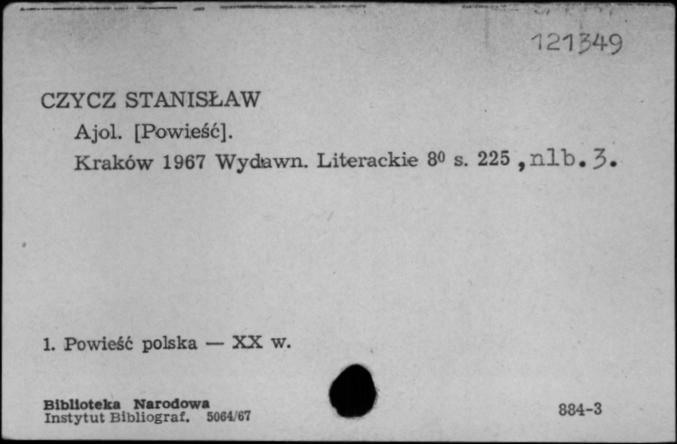 121349
CZYCZ STANISŁAW
Ajol. [Powieść].
Kraków 1967 Wydawn. Literackie 8⁰ s. 225 , nlb. 3.
1. Powieść polska — XX w.
Biblioteka Narodowa
Instytut Bibliograf. 5064/67
884-3